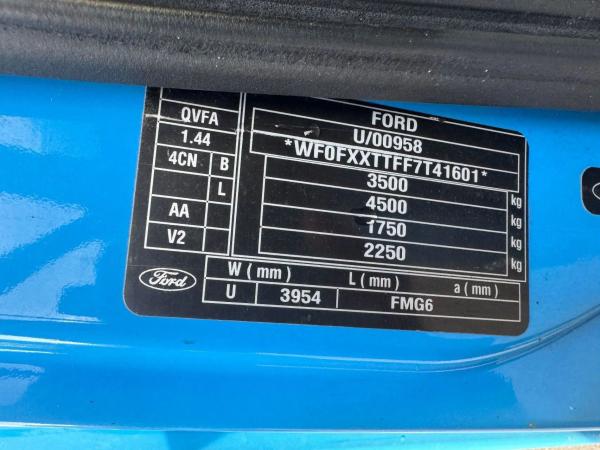 FORD
QVFA
U/00958
1.44
*WF0FXXTTFF7T41601*
4CN B
3500 kg
L
4500 kg
AA
1750 kg
V2
2250 kg
Ford
W ( mm ) L ( mm ) a ( mm )
U 3954 FMG6